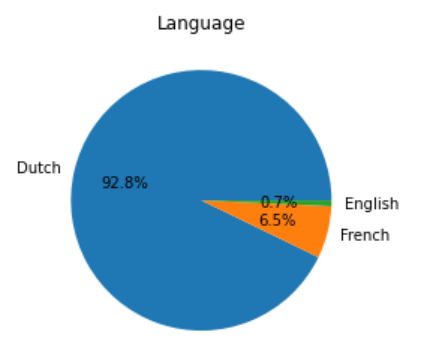 Language
Dutch
92.8%
0.7%
English
6.5%
French